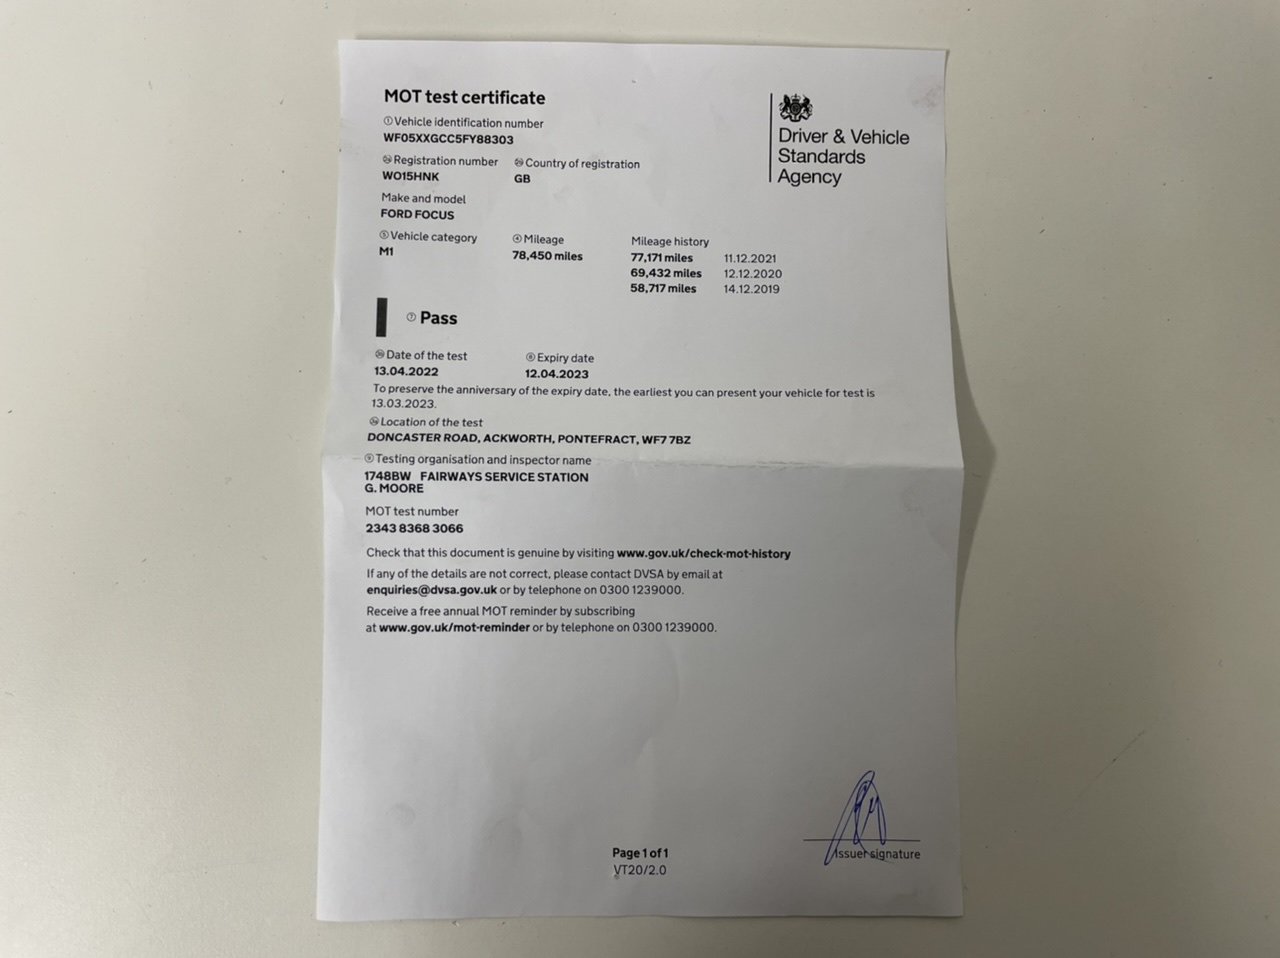 MOT test certificate
Driver & Vehicle
Standards
Agency
① Vehicle identification number
WF05XXGCC5FY88303
Registration number Country of registration
WO15HNK GB
Make and model
FORD FOCUS
⑤ Vehicle category ④ Mileage Mileage history
M1 78,450 miles 77,171 miles 11.12.2021
69,432 miles 12.12.2020
58,717 miles 14.12.2019
⑦ Pass
Date of the test ⑧ Expiry date
13.04.2022 12.04.2023
To preserve the anniversary of the expiry date, the earliest you can present your vehicle for test is
13.03.2023.
Location of the test
DONCASTER ROAD, ACKWORTH, PONTEFRACT, WF7 7BZ
⑨ Testing organisation and inspector name
1748BW FAIRWAYS SERVICE STATION
G. MOORE
MOT test number
2343 8368 3066
Check that this document is genuine by visiting www.gov.uk/check-mot-history
If any of the details are not correct, please contact DVSA by email at
enquiries@dvsa.gov.uk or by telephone on 0300 1239000.
Receive a free annual MOT reminder by subscribing
at www.gov.uk/mot-reminder or by telephone on 0300 1239000.
Issuer signature
Page 1 of 1
VT20/2.0